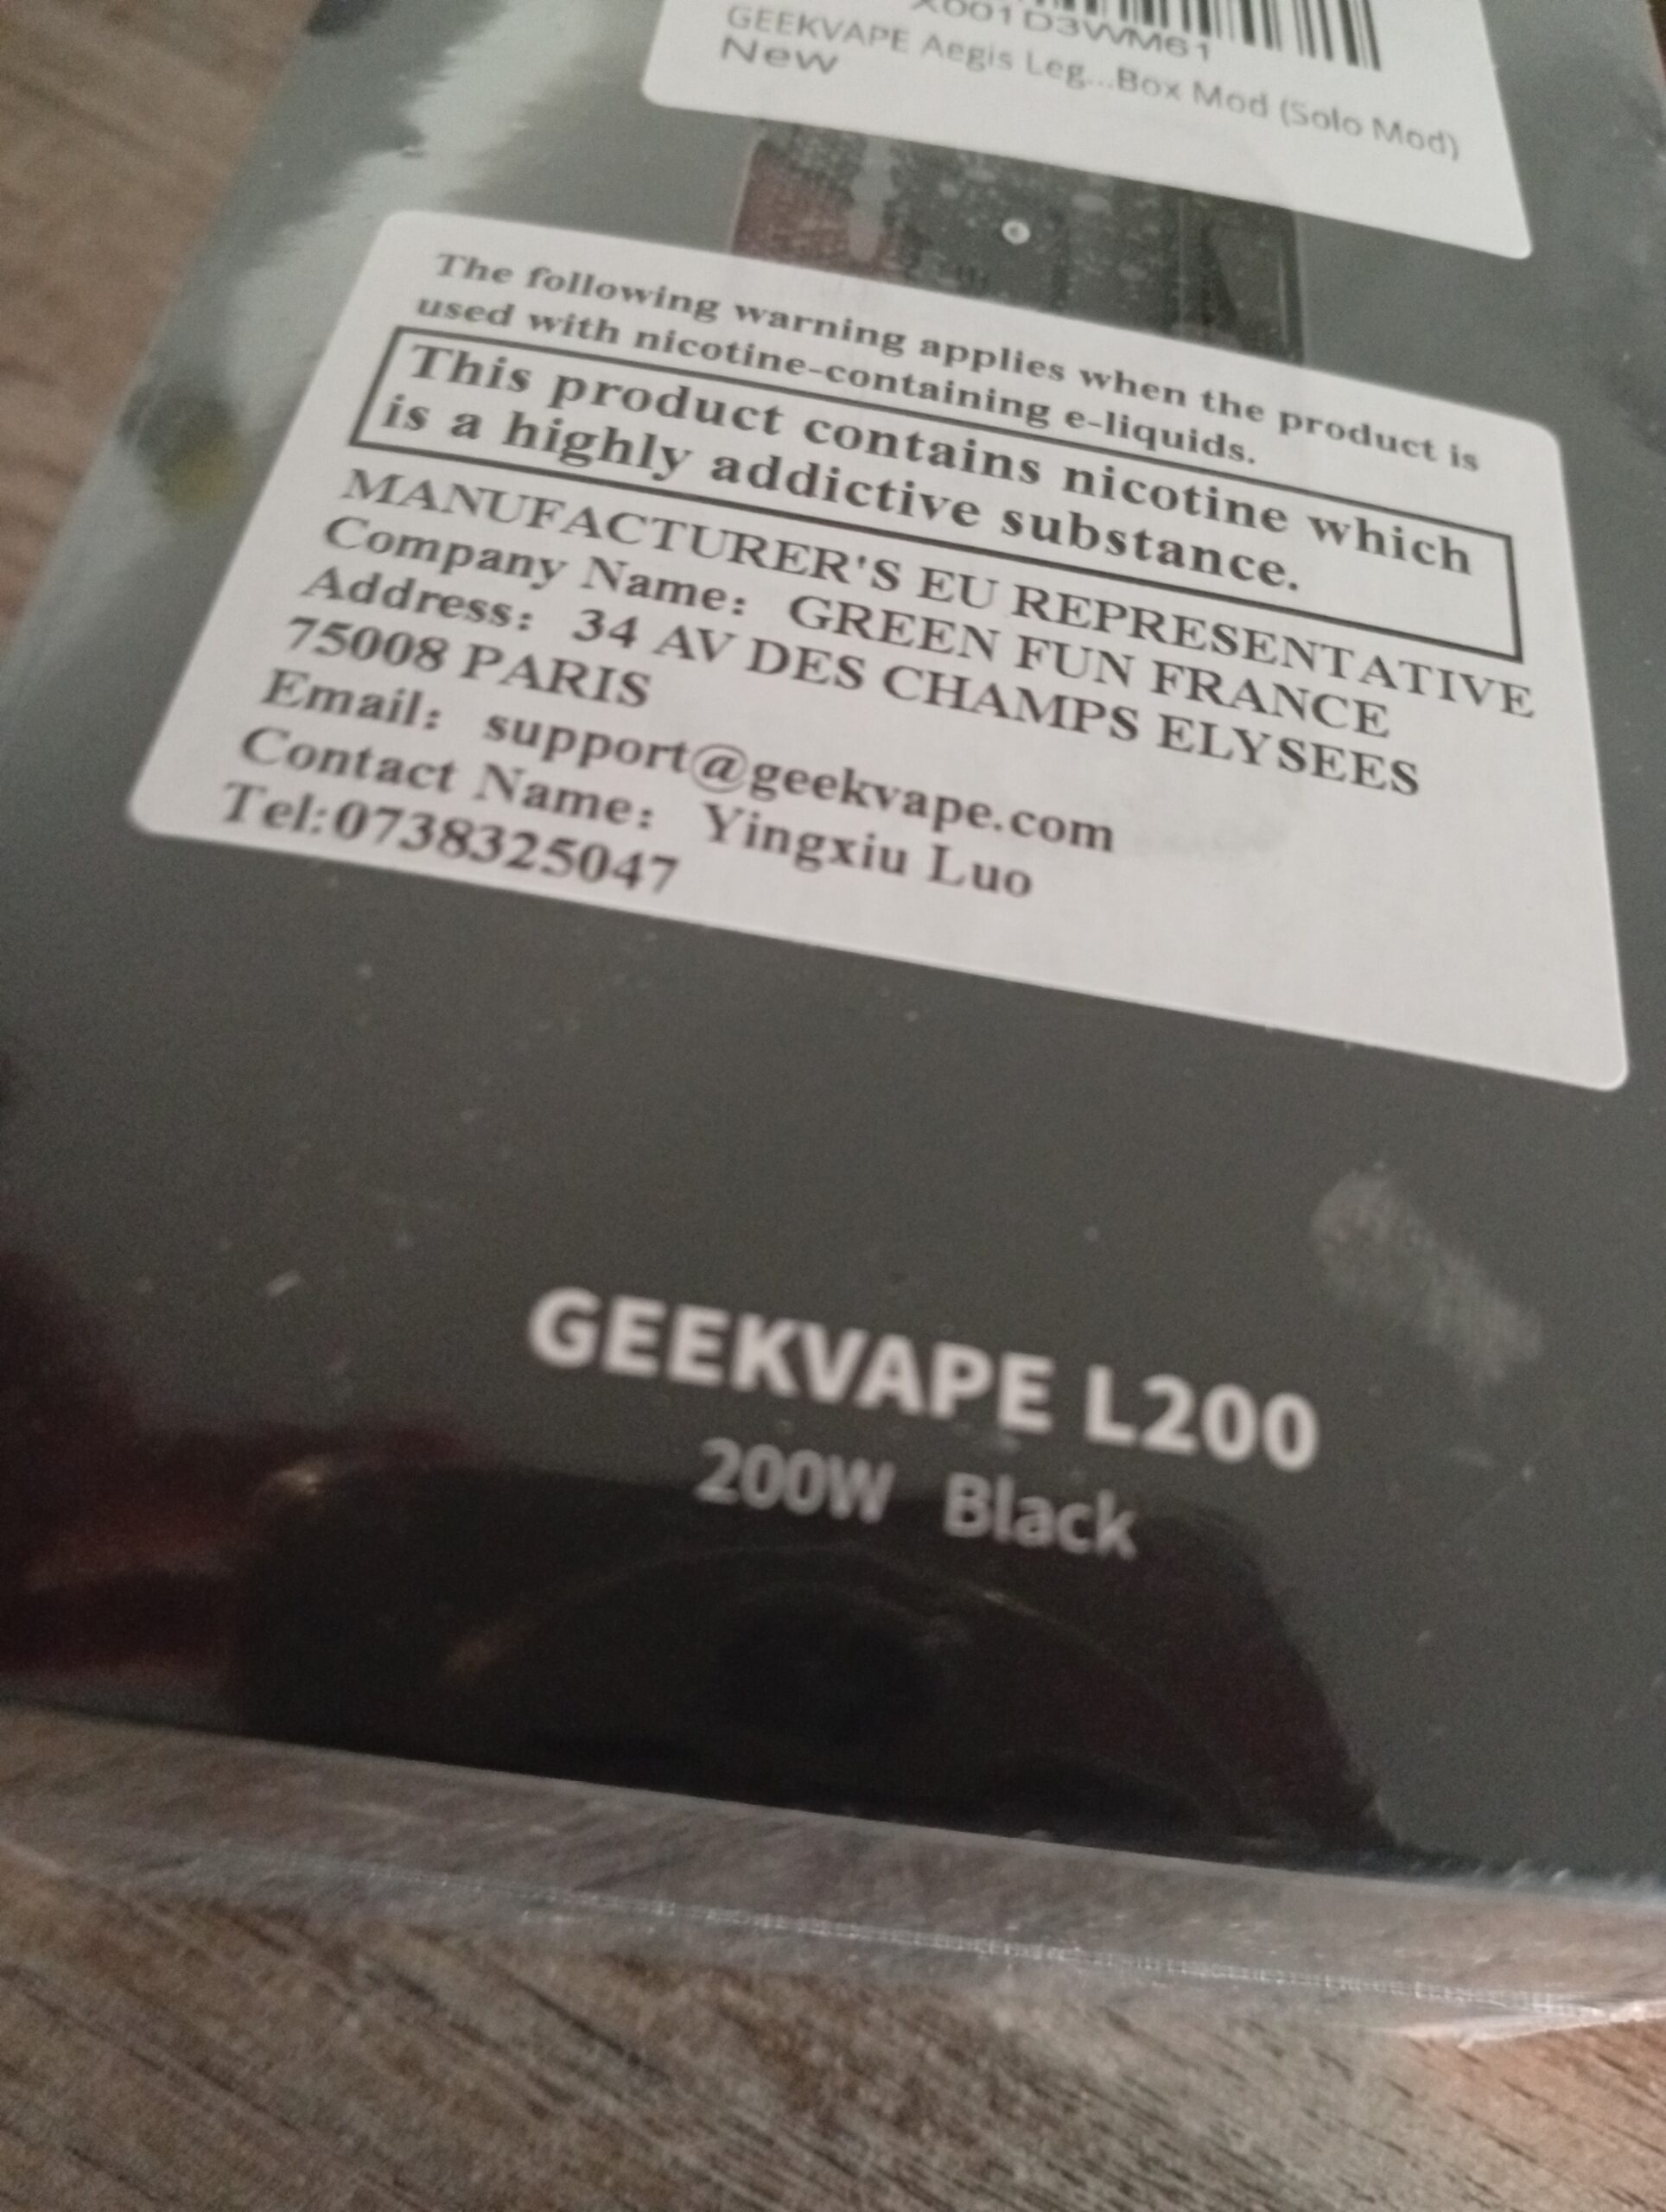 X001D3WM61
GEEKVAPE Aegis Leg...Box Mod (Solo Mod)
New
The following warning applies when the product is
used with nicotine-containing e-liquids.
This product contains nicotine which
is a highly addictive substance.
MANUFACTURER'S EU REPRESENTATIVE
Company Name： GREEN FUN FRANCE
Address： 34 AV DES CHAMPS ELYSEES
75008 PARIS
Email： support@geekvape.com
Contact Name： Yingxiu Luo
Tel:0738325047
GEEKVAPE L200
200W Black